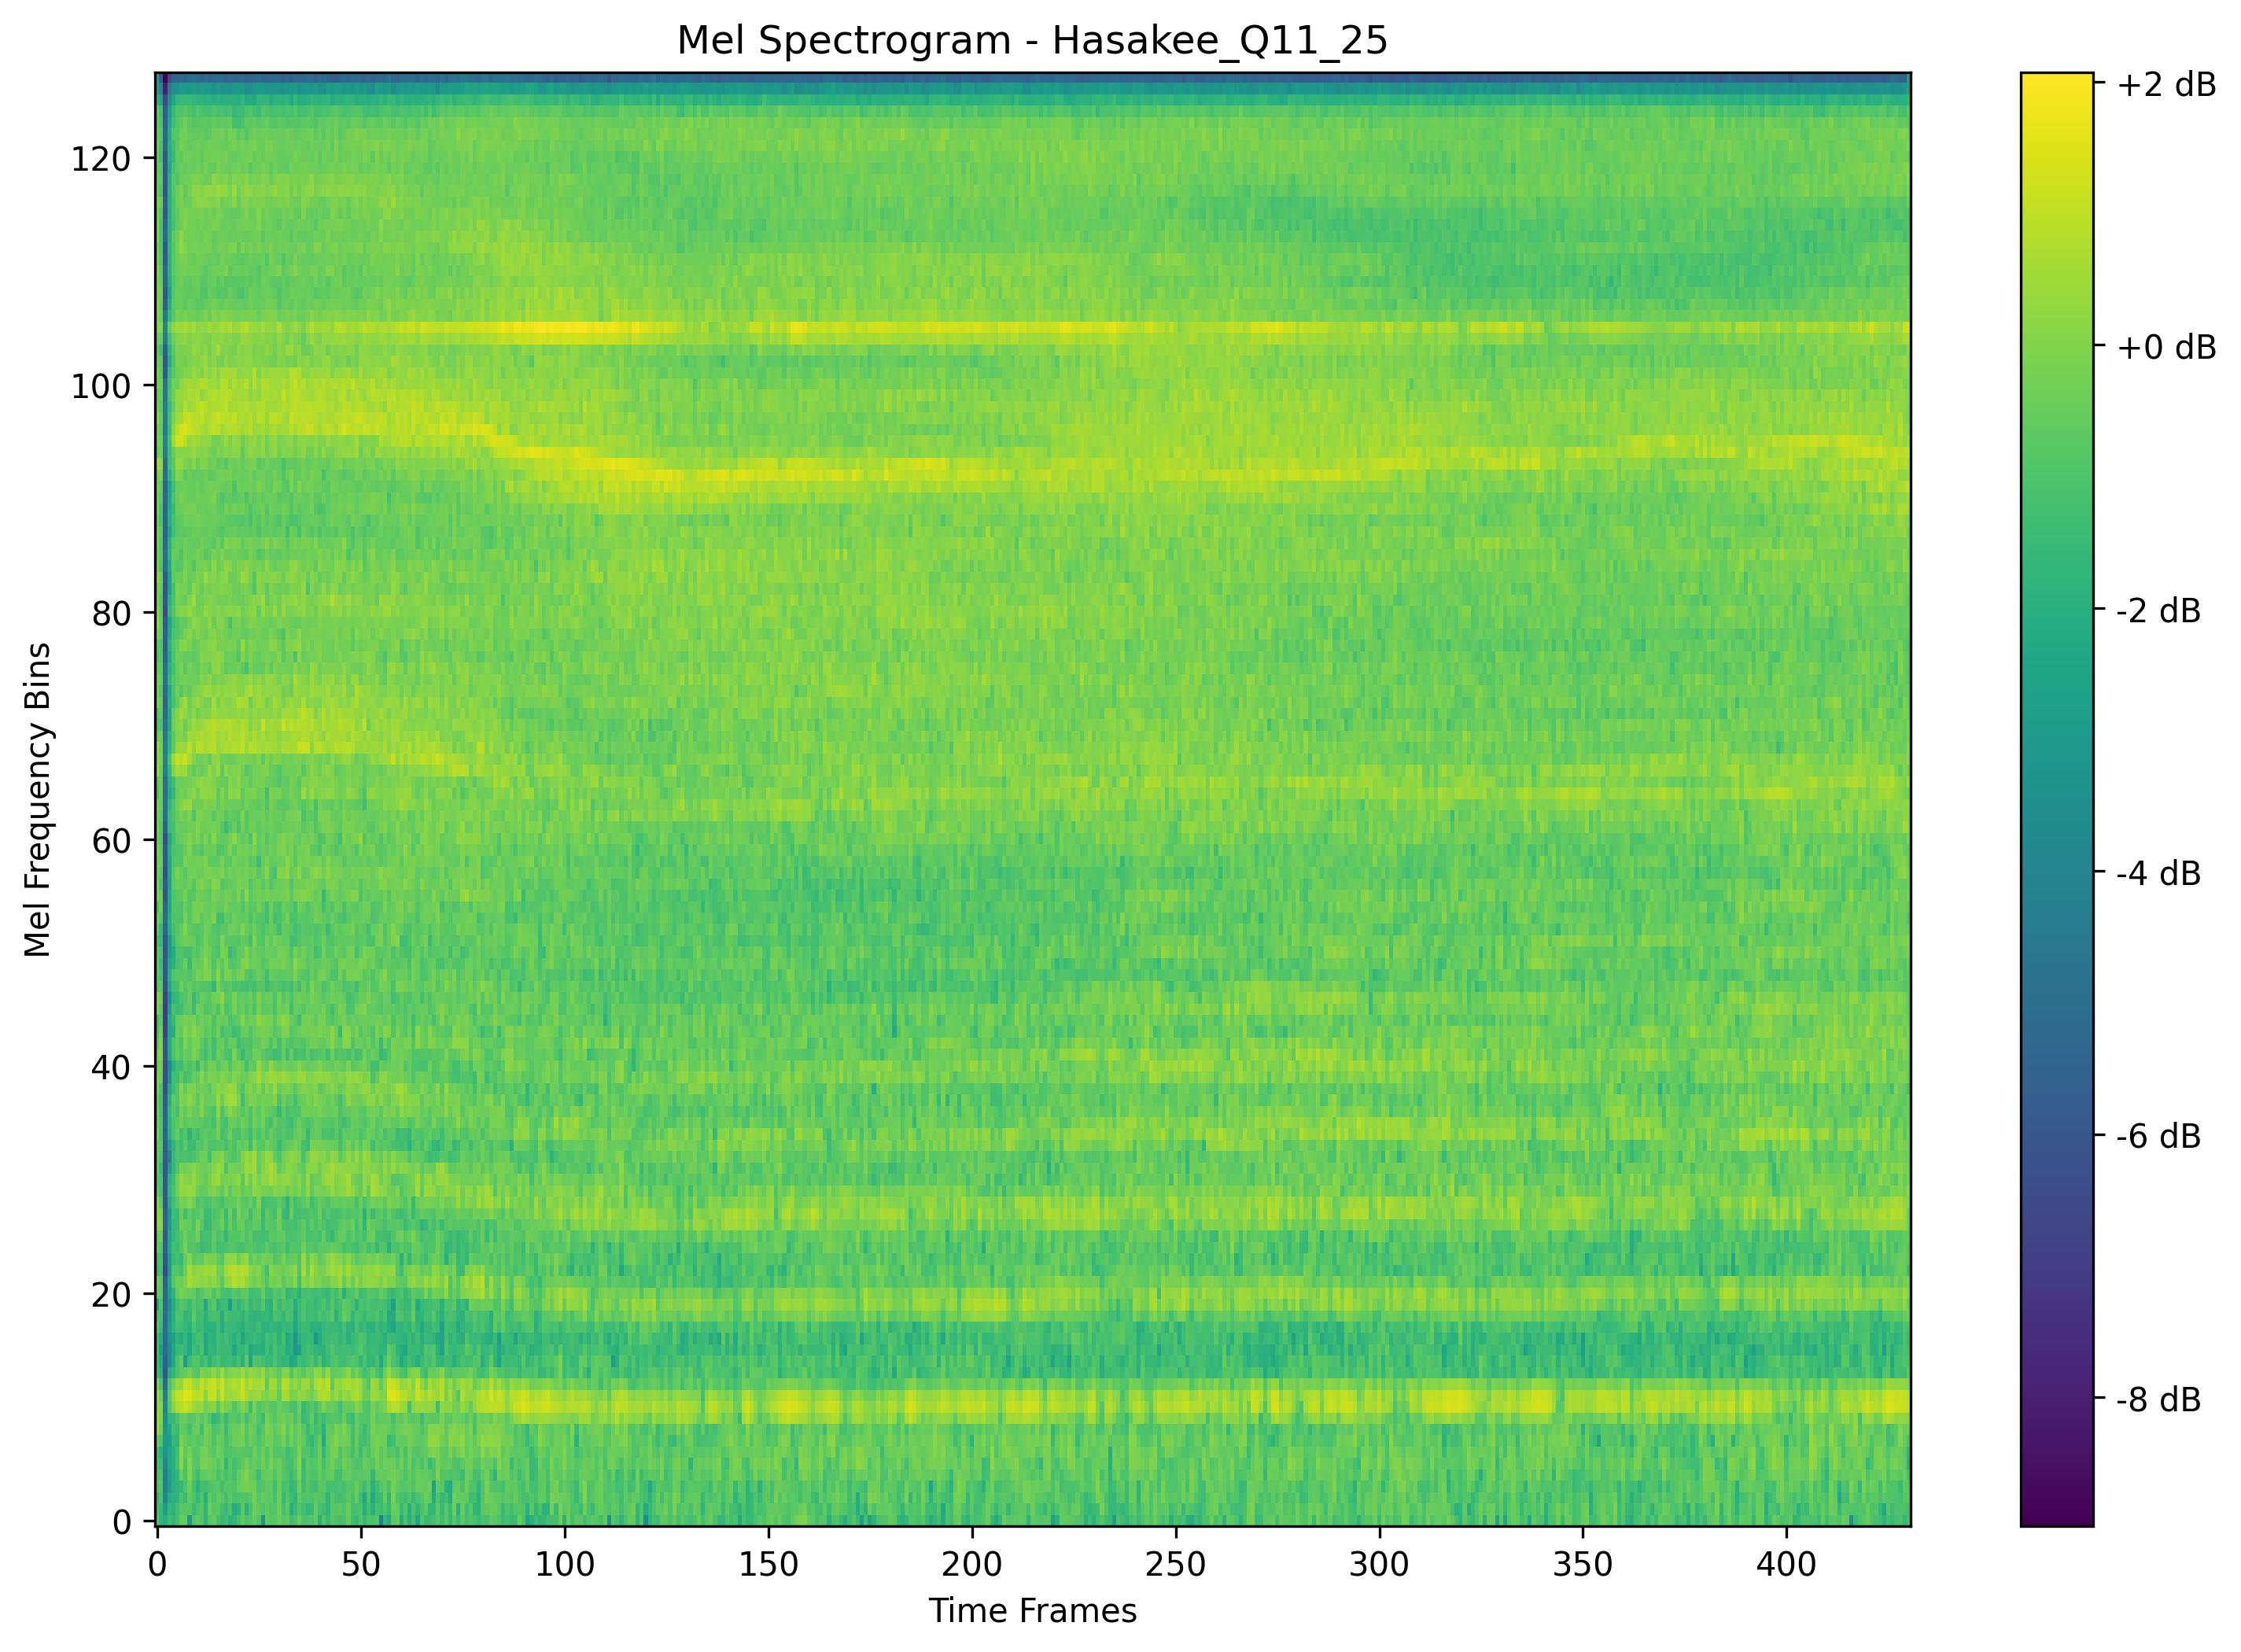 Mel Spectrogram - Hasakee_Q11_25
Mel Frequency Bins
120
100
80
60
40
20
0
0 50 100 150 200 250 300 350 400
Time Frames
+2 dB
+0 dB
-2 dB
-4 dB
-6 dB
-8 dB